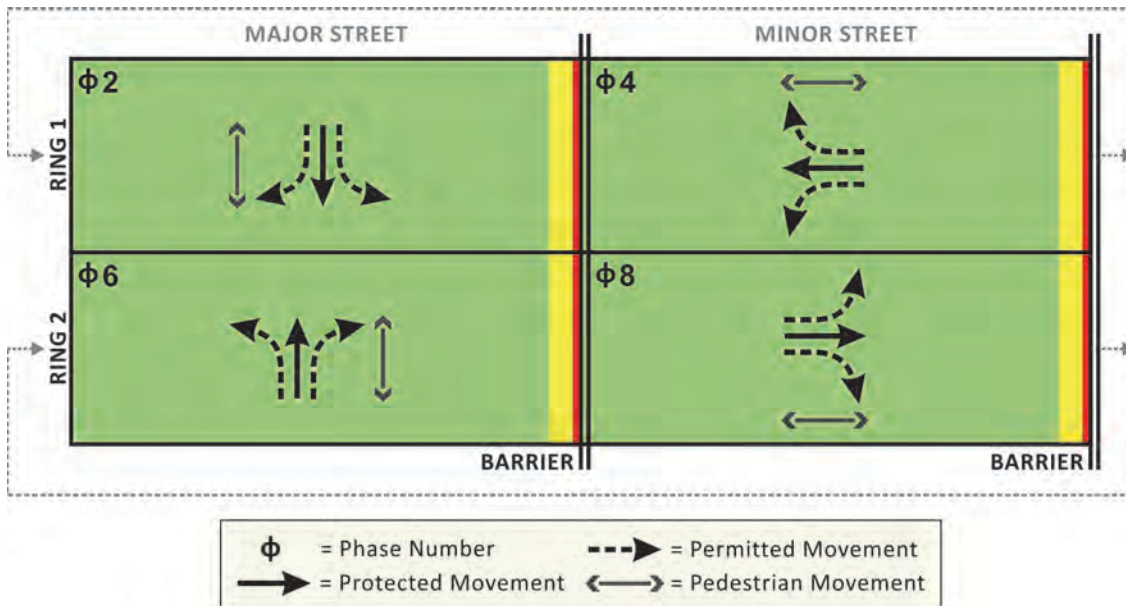 MAJOR STREET
MINOR STREET
RING 1
ϕ2
ϕ4
RING 2
ϕ6
ϕ8
BARRIER
BARRIER
ϕ = Phase Number
= Permitted Movement
= Protected Movement
= Pedestrian Movement